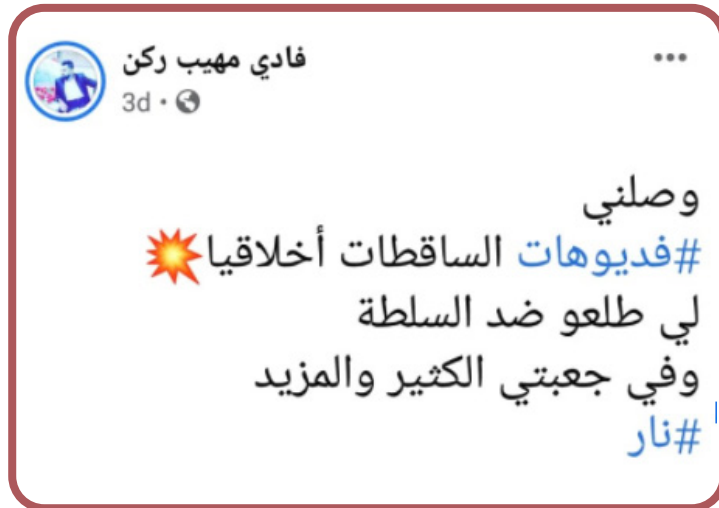 فادي مهيب ركن
3d ·
وصلني
#فديوهات الساقطات أخلاقيا💥
لي طلعو ضد السلطة
وفي جعبتي الكثير والمزيد
#نار